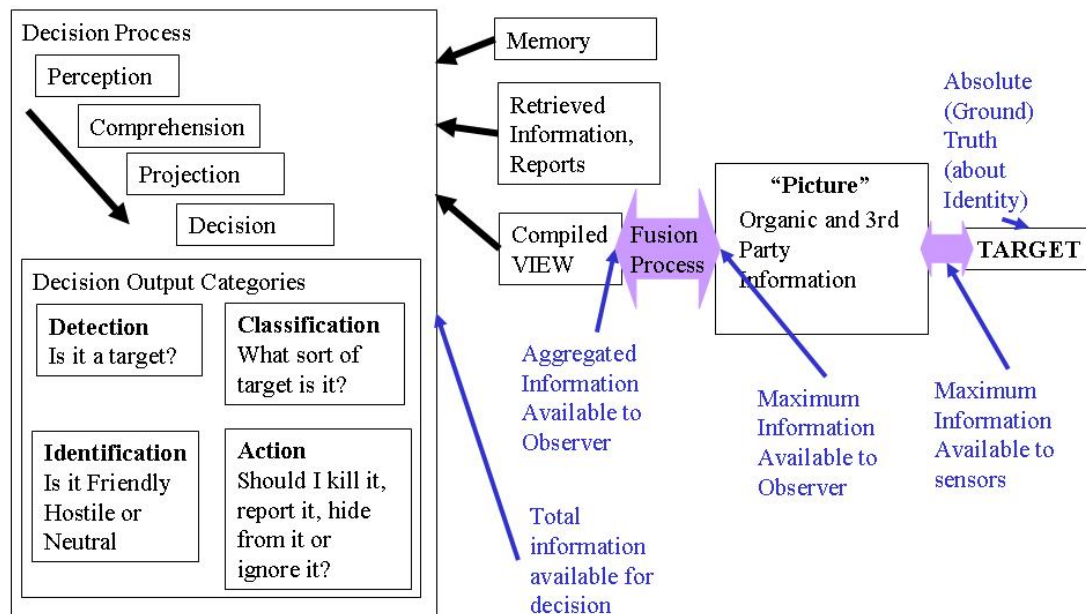 Decision Process
Perception
Comprehension
Projection
Decision
Decision Output Categories
Detection
Is it a target?
Classification
What sort of
target is it?
Identification
Is it Friendly
Hostile or
Neutral
Action
Should I kill it,
report it, hide
from it or
ignore it?
Memory
Retrieved
Information,
Reports
Compiled
VIEW
Fusion
Process
“Picture”
Organic and 3rd
Party
Information
Absolute
(Ground)
Truth
(about
Identity)
TARGET
Aggregated
Information
Available to
Observer
Maximum
Information
Available to
Observer
Maximum
Information
Available to
sensors
Total
information
available for
decision